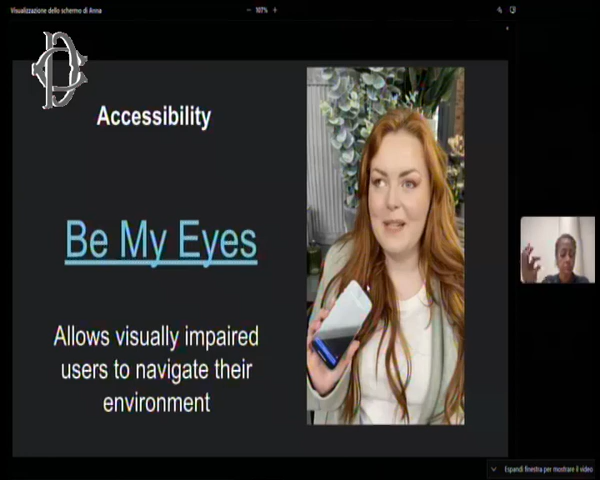 Visualizzazione dello schermo di Anna
− 107% +
Accessibility
Be My Eyes
Allows visually impaired
users to navigate their
environment
Espandi finestra per mostrare il video